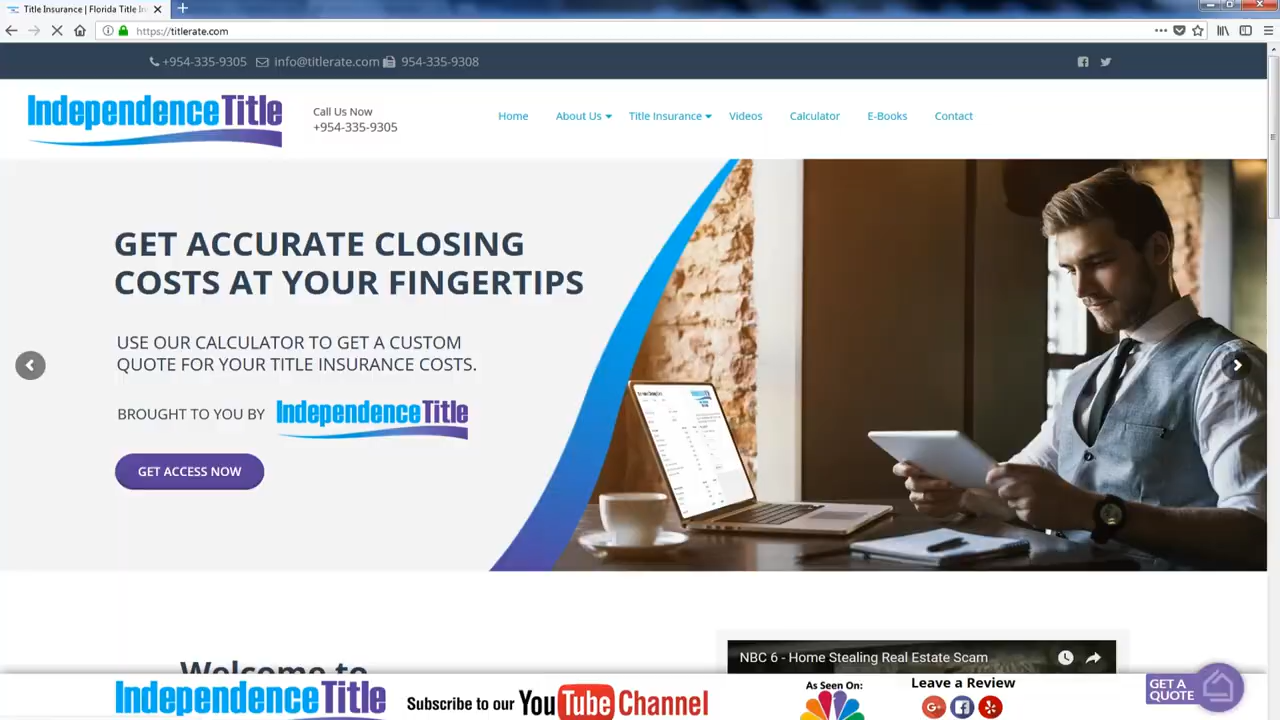 Title Insurance | Florida Title In
https://titlerate.com
+954-335-9305 info@titlerate.com 954-335-9308
Independence Title
Call Us Now
+954-335-9305
Home About Us Title Insurance Videos Calculator E-Books Contact
GET ACCURATE CLOSING
COSTS AT YOUR FINGERTIPS
USE OUR CALCULATOR TO GET A CUSTOM
QUOTE FOR YOUR TITLE INSURANCE COSTS.
BROUGHT TO YOU BY Independence Title
GET ACCESS NOW
Welcome to
NBC 6 - Home Stealing Real Estate Scam
Independence Title
Subscribe to our YouTube Channel
As Seen On:
Leave a Review
GET A
QUOTE